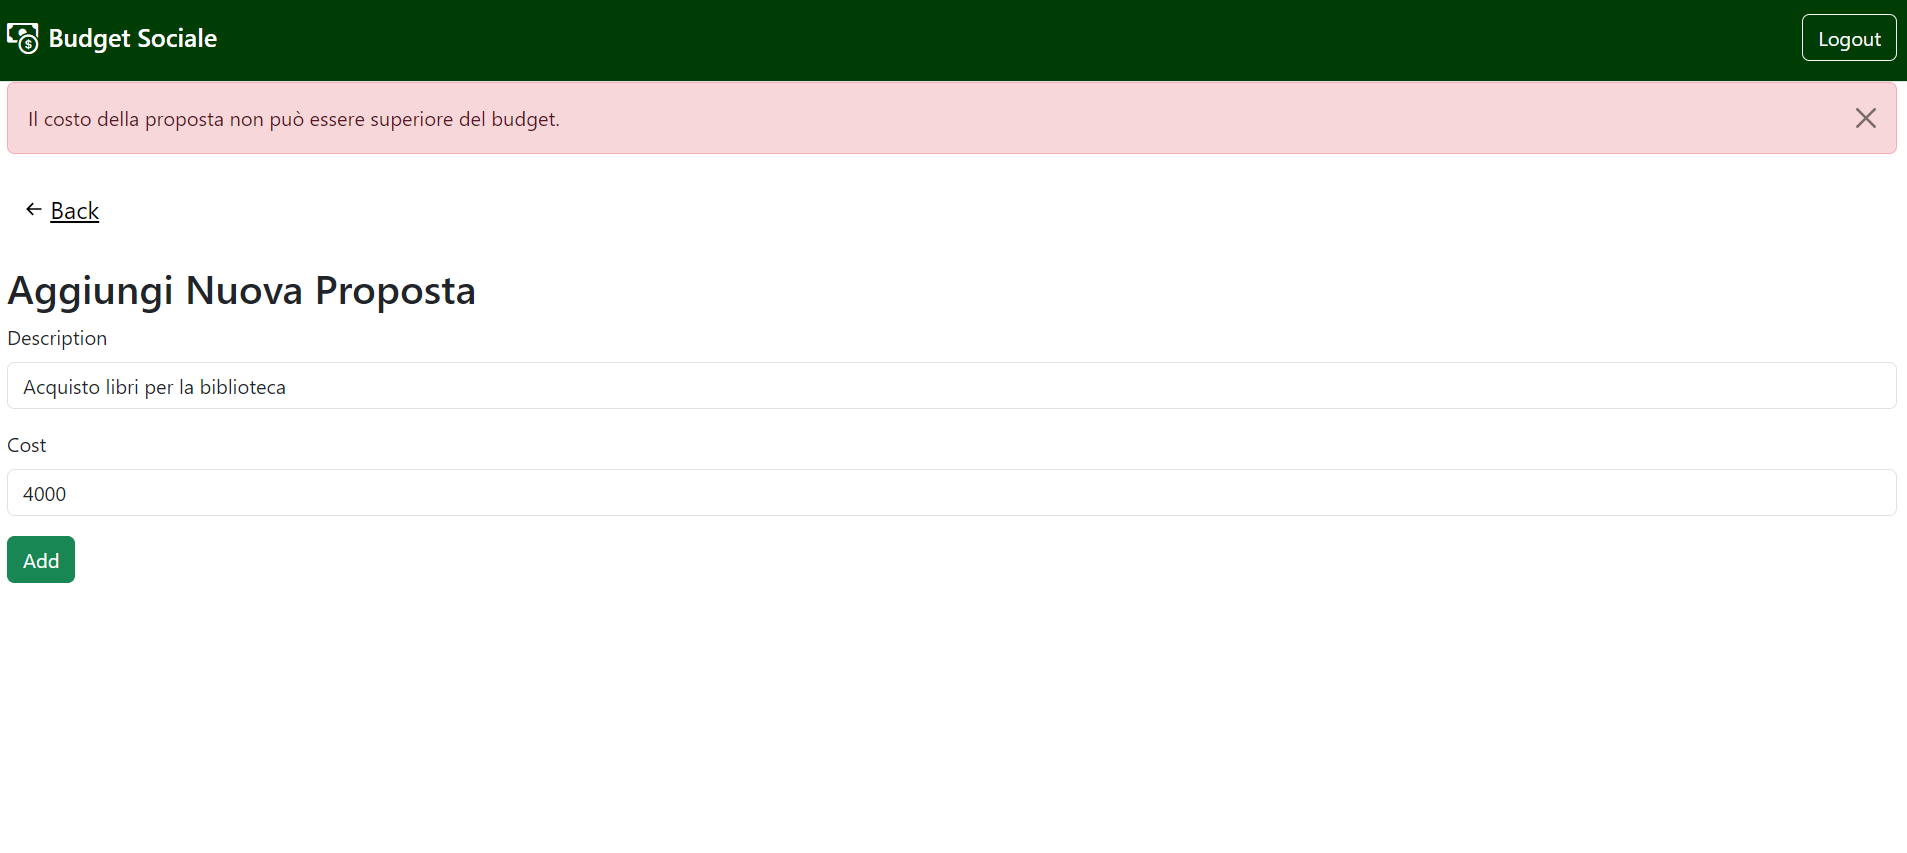 Budget Sociale
Logout
Il costo della proposta non può essere superiore del budget.
Back
Aggiungi Nuova Proposta
Description
Acquisto libri per la biblioteca
Cost
4000
Add